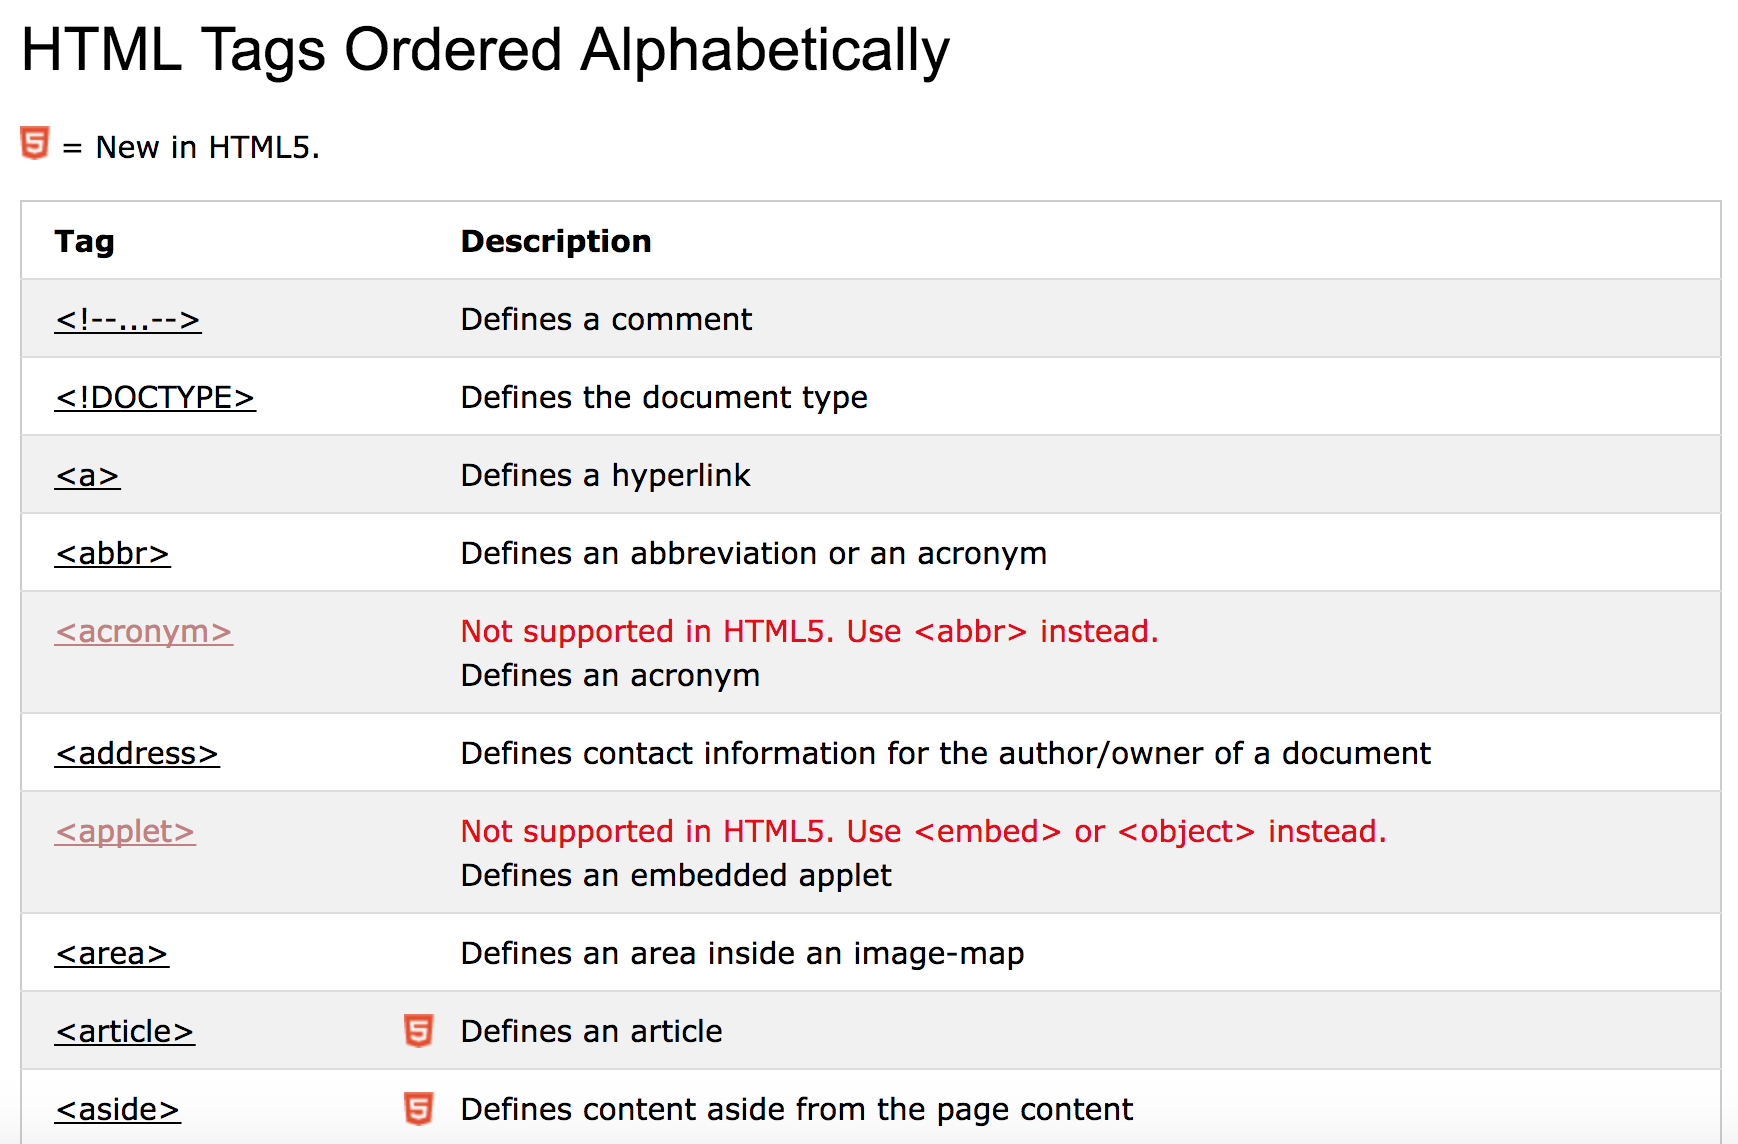 HTML Tags Ordered Alphabetically
5 = New in HTML5.
Tag Description
<!--...--> Defines a comment
<!DOCTYPE> Defines the document type
<a> Defines a hyperlink
<abbr> Defines an abbreviation or an acronym
<acronym> Not supported in HTML5. Use <abbr> instead.
Defines an acronym
<address> Defines contact information for the author/owner of a document
<applet> Not supported in HTML5. Use <embed> or <object> instead.
Defines an embedded applet
<area> Defines an area inside an image-map
<article> 5 Defines an article
<aside> 5 Defines content aside from the page content